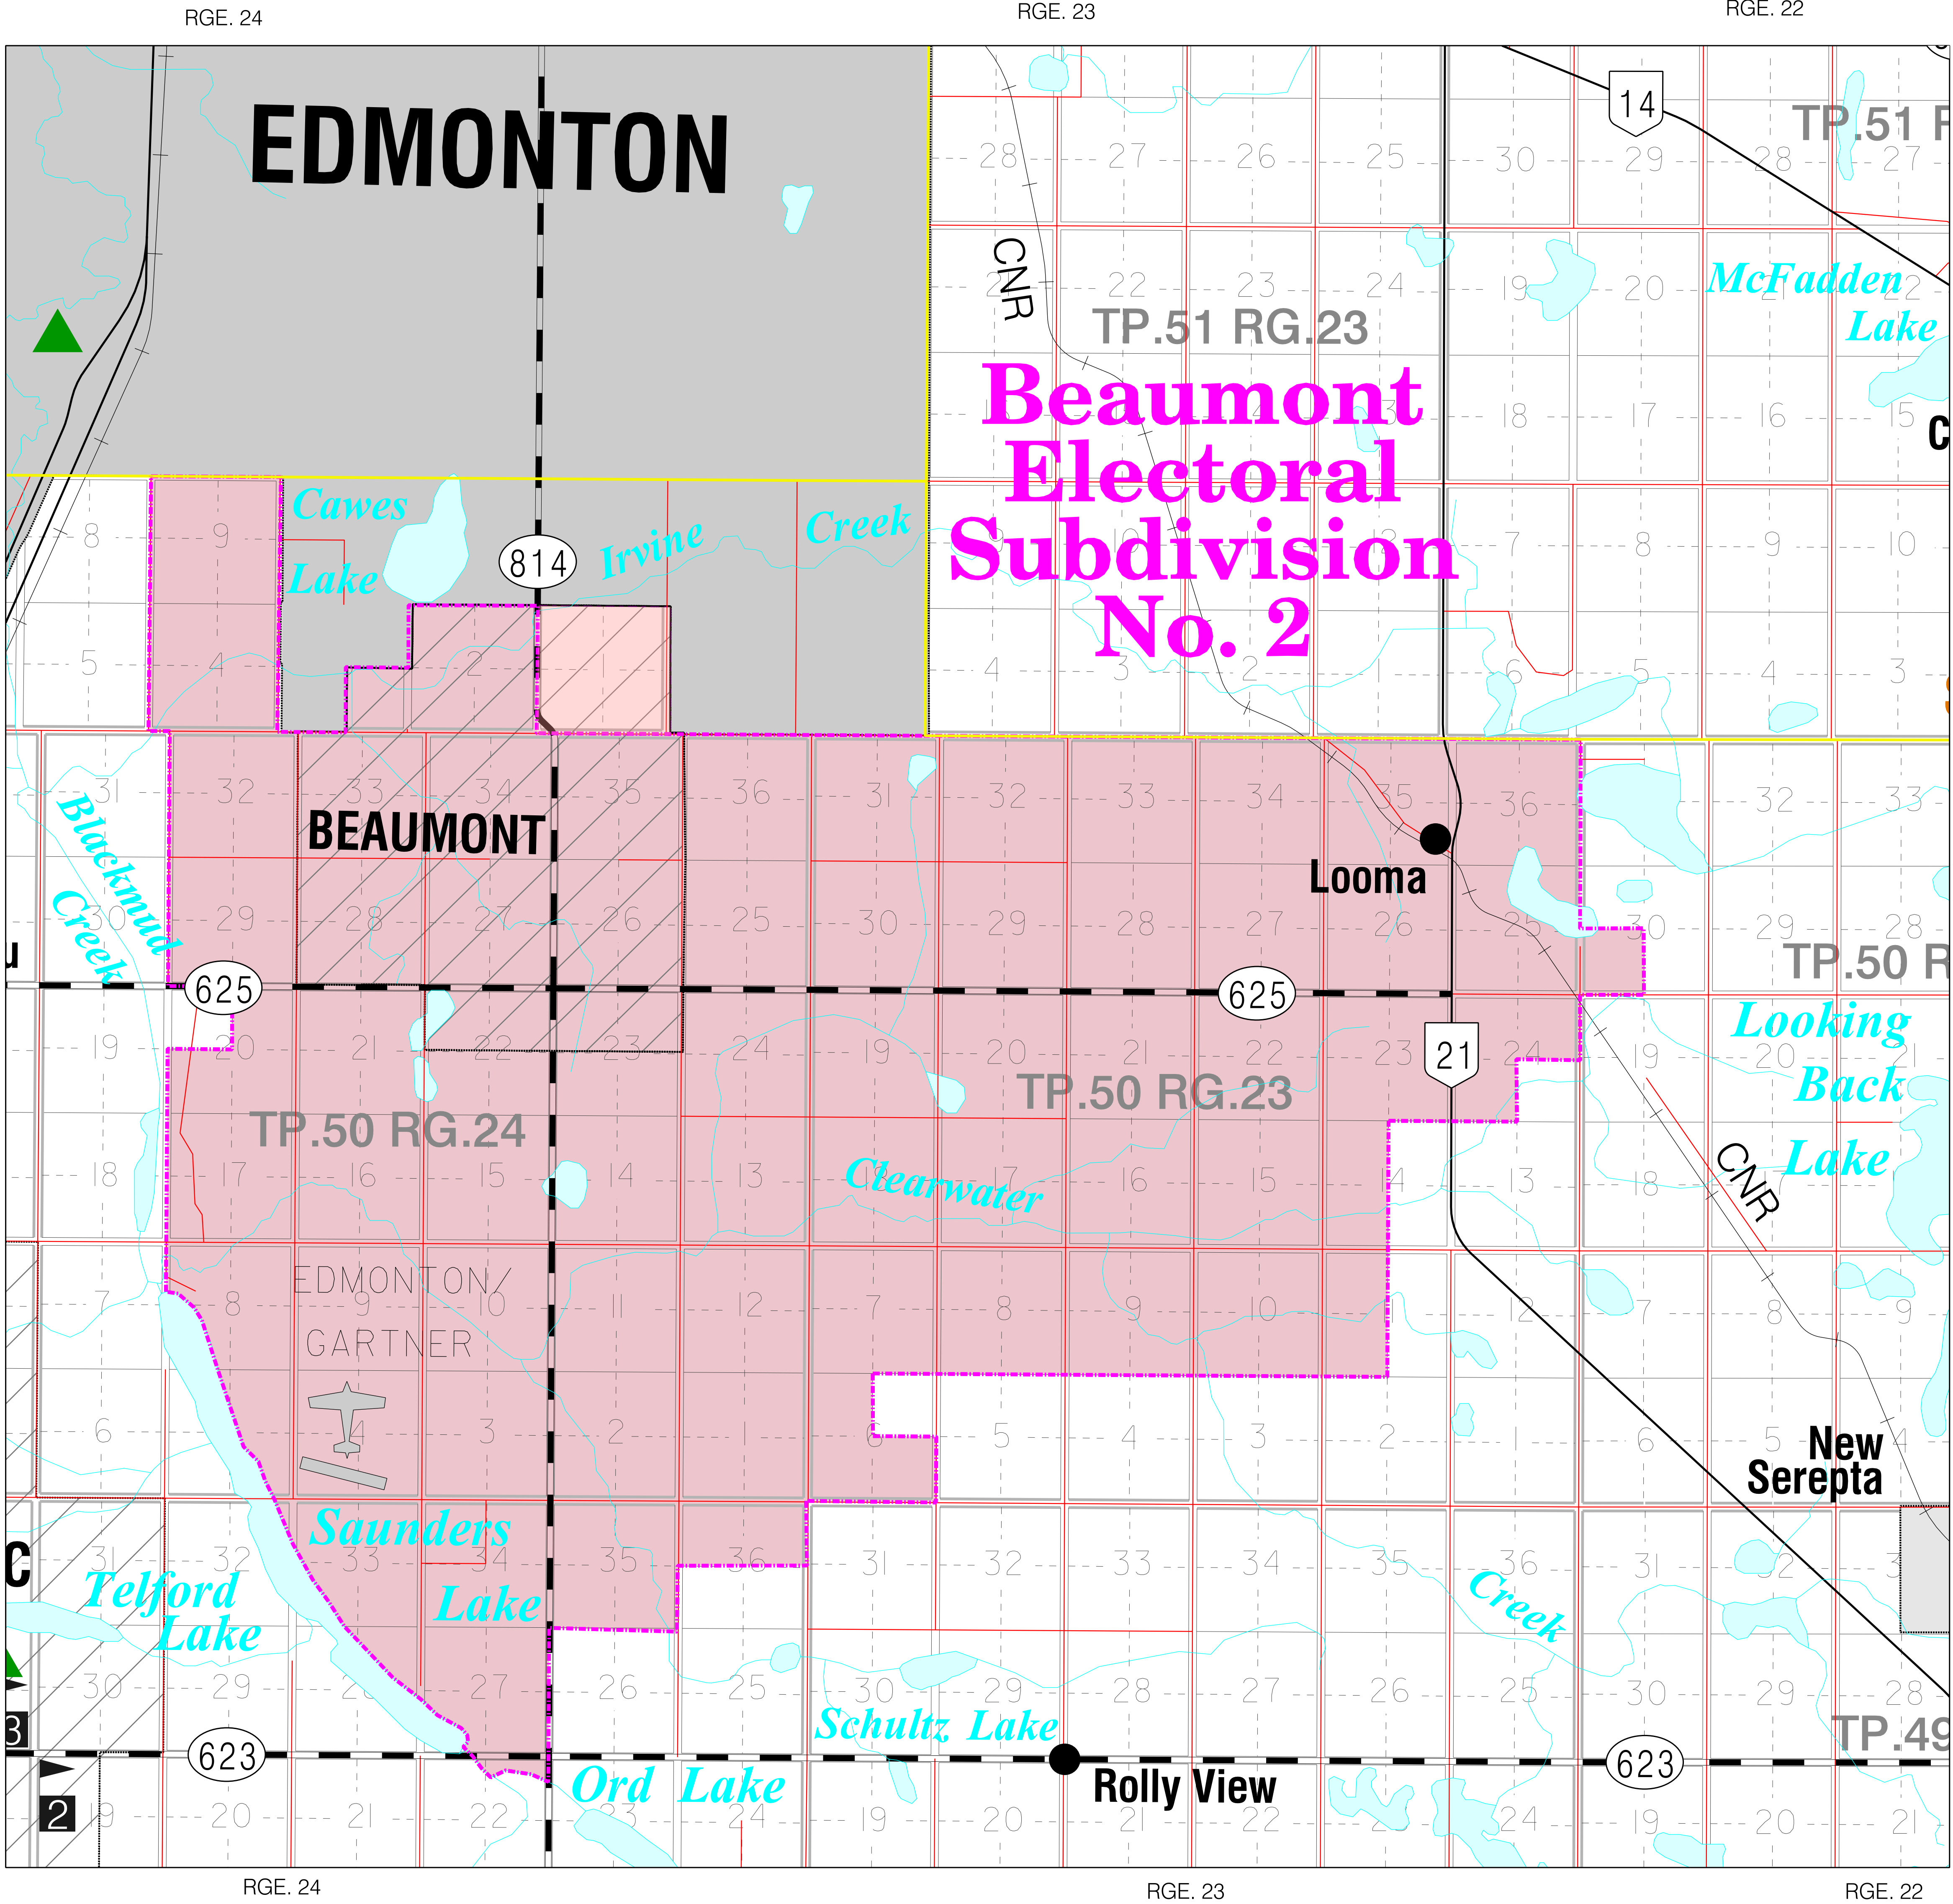 RGE. 24 RGE. 23 RGE. 22
EDMONTON
14
TP.51 R
28 27 26 25 30 29 28 27
CNR
22 23 24 19 20 21 22
McFadden
Lake
TP.51 RG.23
Beaumont
Electoral
Subdivision
No. 2
18 17 16 15
C
8 9
Cawes
Lake
814
Irvine Creek
7 8 9 10
5 4 2 1
4 3 2 1 6 5 4 3
31 32 33 34 35 36 31 32 33 34 35 36 32 33
BEAUMONT
Looma
Blackmud
Creek
30 29 28 27 26 25 30 29 28 27 26 25 30 29 28
TP.50 R
625 625
19 20 21 22 23 24 19 20 21 22 23 24 19 20 21
21
Looking
Back
Lake
TP.50 RG.24
TP.50 RG.23
18 17 16 15 14 13 17 16 15 14 13 18
Clearwater
CNR
EDMONTON/
GARTNER
7 8 9 10 11 12 7 8 9 10 12 7 8 9
6 4 3 2 6 5 4 3 2 1 6 5 4
New
Serepta
Saunders
Lake
C
31 32 33 34 35 36 31 32 33 34 35 36 31 32
Telford
Lake
Creek
30 29 27 26 25 30 29 28 27 26 25 30 29 28
Schultz Lake
3
623 623
TP.49
Ord Lake
Rolly View
2
19 20 21 22 23 24 19 20 21 22 24 19 20 21
RGE. 24 RGE. 23 RGE. 22